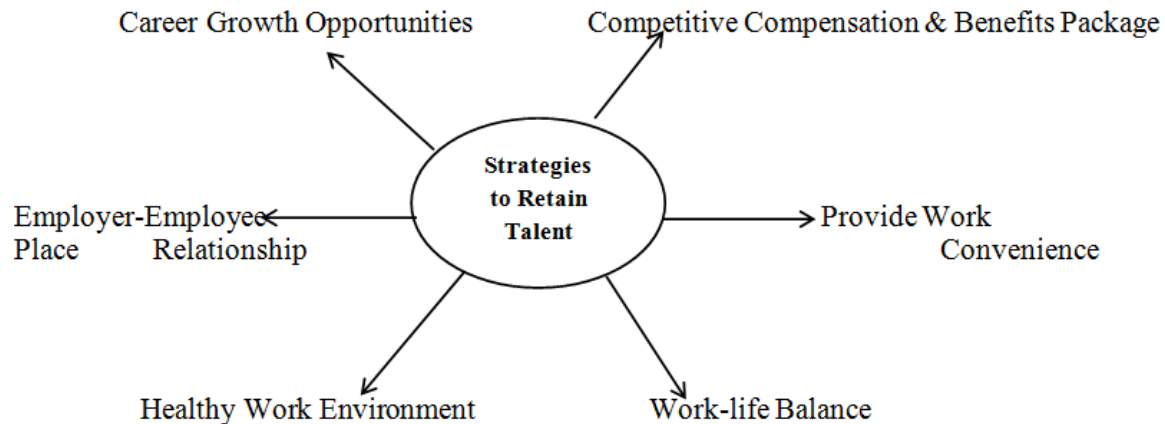 Career Growth Opportunities
Competitive Compensation & Benefits Package
Strategies
to Retain
Talent
Employer-Employee
Provide Work
Place Relationship
Convenience
Healthy Work Environment
Work-life Balance